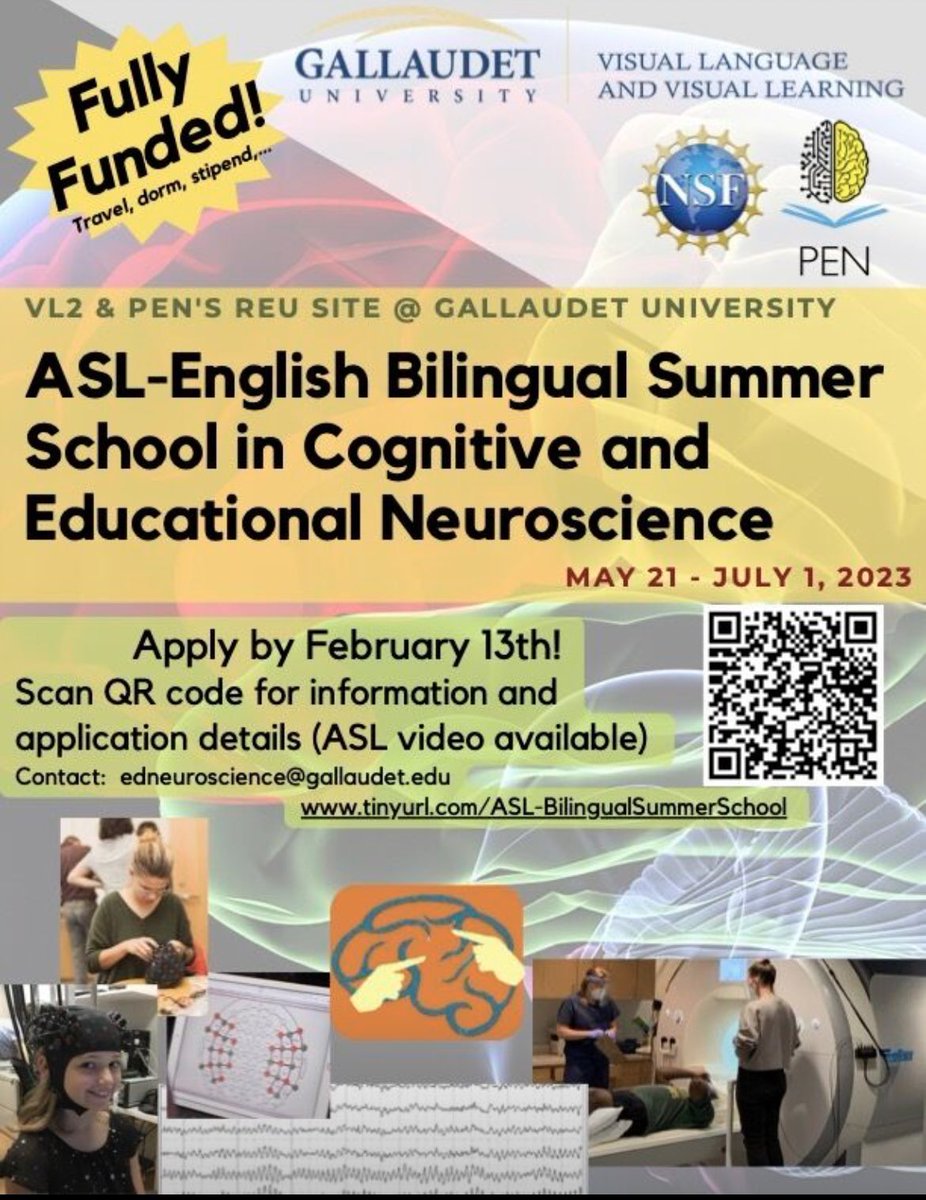 Fully
Funded!
Travel, dorm, stipend,...
GALLAUDET
UNIVERSITY
VISUAL LANGUAGE
AND VISUAL LEARNING
NSF
PEN
VL2 & PEN'S REU SITE @ GALLAUDET UNIVERSITY
ASL-English Bilingual Summer
School in Cognitive and
Educational Neuroscience
MAY 21 - JULY 1, 2023
Apply by February 13th!
Scan QR code for information and
application details (ASL video available)
Contact: edneuroscience@gallaudet.edu
www.tinyurl.com/ASL-BilingualSummerSchool